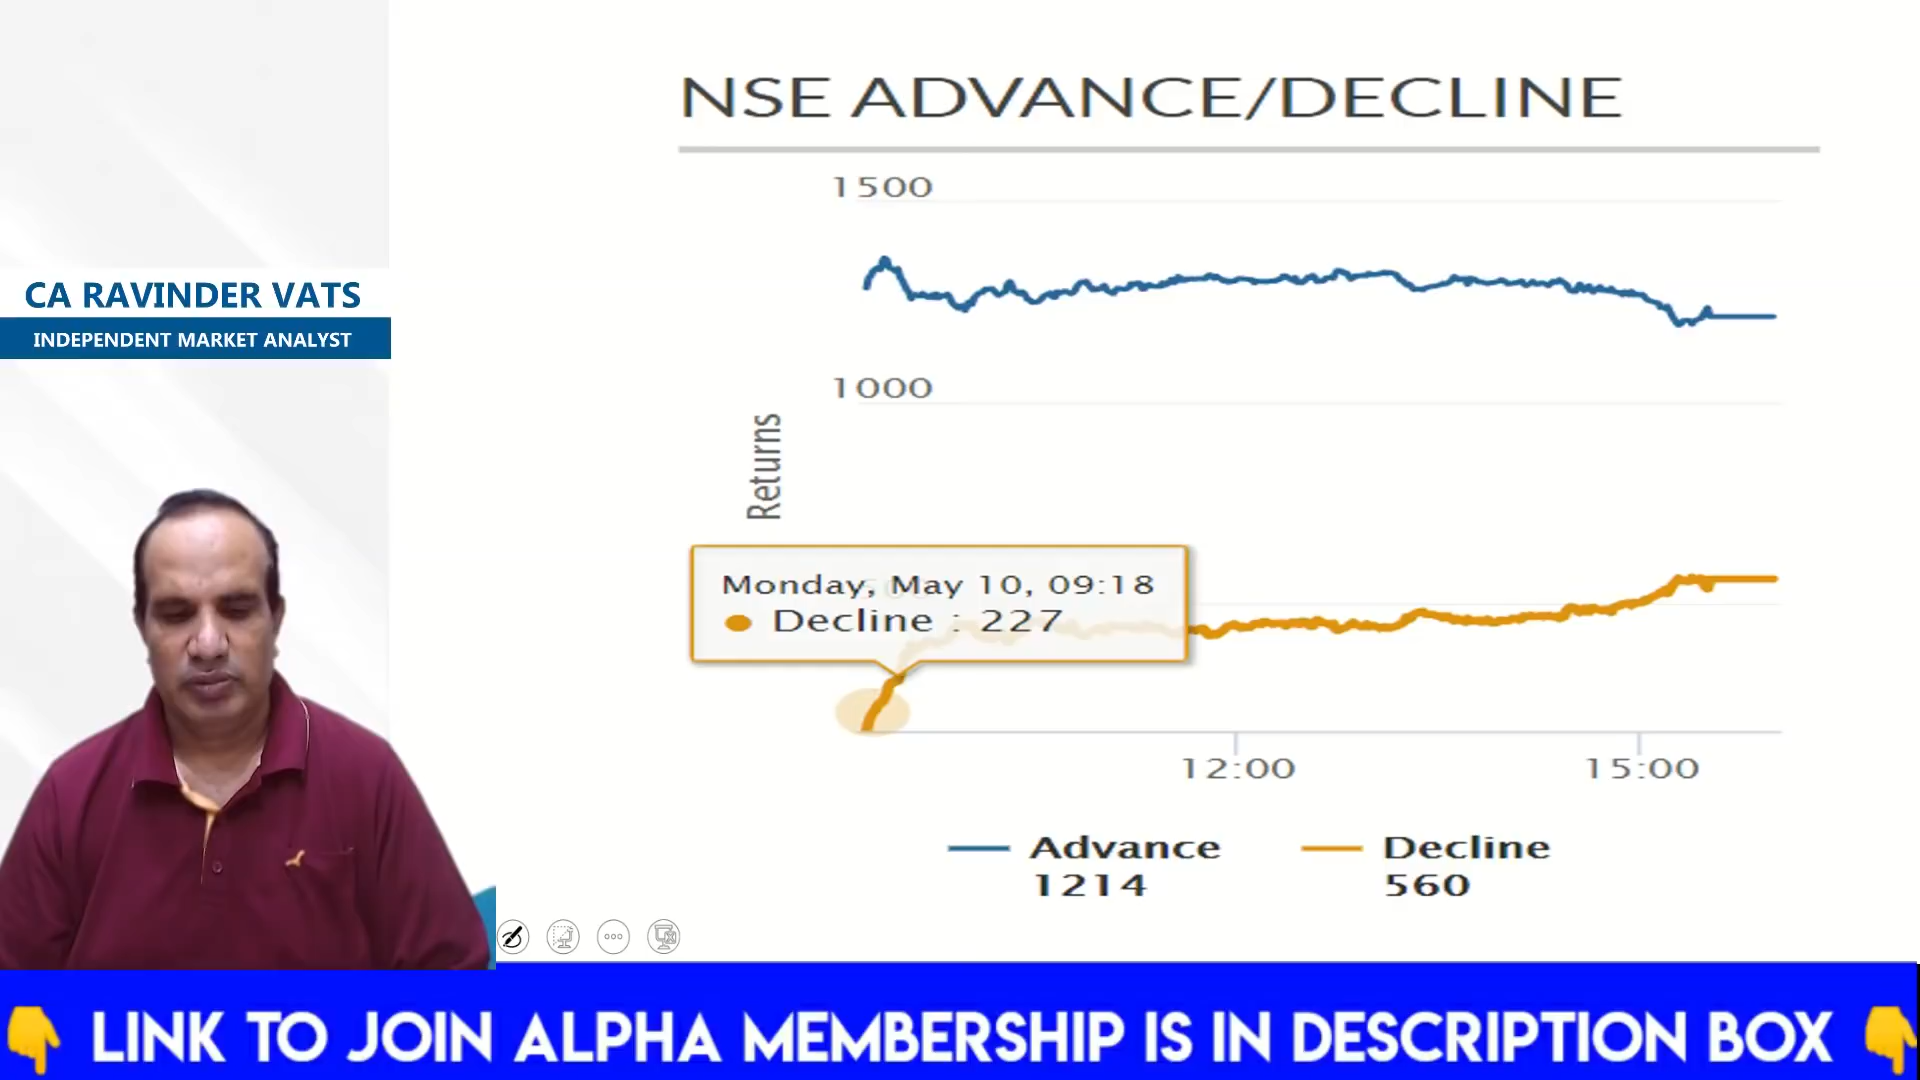 NSE ADVANCE/DECLINE
1500
1000
Returns
Monday, May 10, 09:18
Decline : 227
12:00
15:00
Advance
1214
Decline
560
CA RAVINDER VATS
INDEPENDENT MARKET ANALYST
LINK TO JOIN ALPHA MEMBERSHIP IS IN DESCRIPTION BOX